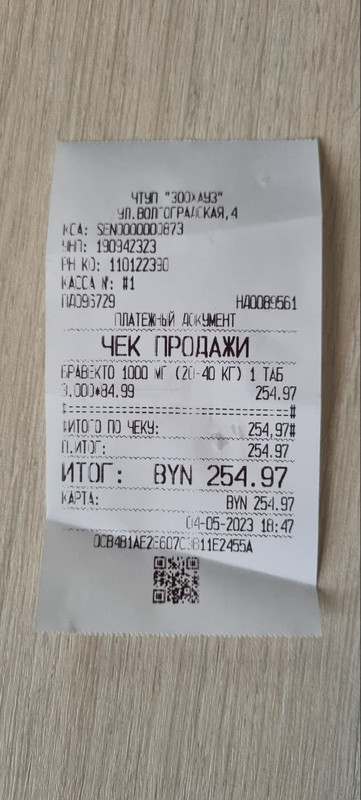 ЧТУП "ЗООХАУЗ"
УЛ.ВОЛГОГРАДСКАЯ,4
КСА: SEN0000000873
УНП: 190942323
РН КО: 110122390
КАССА №: #1
ПД096729 НД0089561
ПЛАТЕЖНЫЙ ДОКУМЕНТ
ЧЕК ПРОДАЖИ
БРАВЕКТО 1000 МГ (20-40 КГ) 1 ТАБ
3,000*84.99 254.97
#=============================#
#ИТОГО ПО ЧЕКУ: 254,97#
П.ИТОГ: 254.97
ИТОГ: BYN 254.97
КАРТА: BYN 254.97
04-05-2023 18:47